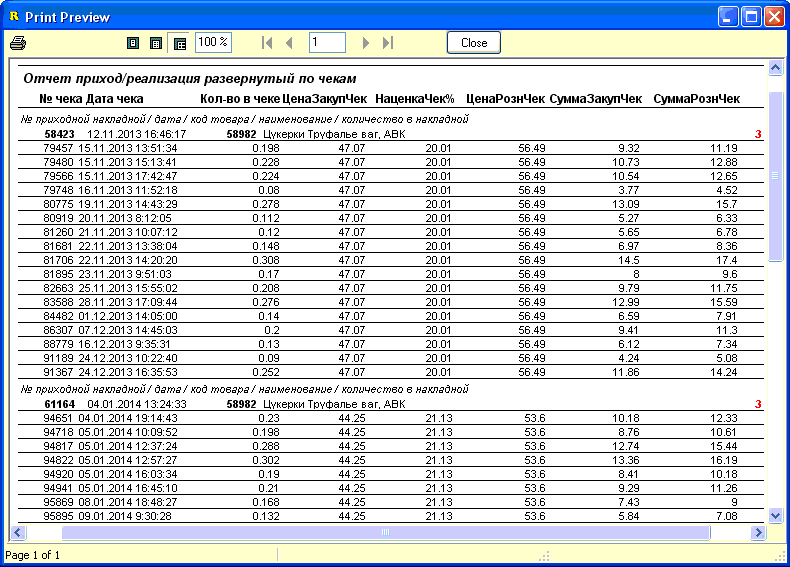 Print Preview
100 % 1 Close
Отчет приход/реализация развернутый по чекам
№ чека Дата чека Кол-во в чеке ЦенаЗакупЧек НаценкаЧек% ЦенаРознЧек СуммаЗакупЧек СуммаРознЧек
№ приходной накладной / дата / код товара / наименование / количество в накладной
58423 12.11.2013 16:46:17 58982 Цукерки Труфалье ваг, АВК 3
79457 15.11.2013 13:51:34 0.198 47.07 20.01 56.49 9.32 11.19
79480 15.11.2013 15:13:41 0.228 47.07 20.01 56.49 10.73 12.88
79566 15.11.2013 17:42:47 0.224 47.07 20.01 56.49 10.54 12.65
79748 16.11.2013 11:52:18 0.08 47.07 20.01 56.49 3.77 4.52
80775 19.11.2013 14:43:29 0.278 47.07 20.01 56.49 13.09 15.7
80919 20.11.2013 8:12:05 0.112 47.07 20.01 56.49 5.27 6.33
81260 21.11.2013 10:07:12 0.12 47.07 20.01 56.49 5.65 6.78
81681 22.11.2013 13:38:04 0.148 47.07 20.01 56.49 6.97 8.36
81706 22.11.2013 14:20:20 0.308 47.07 20.01 56.49 14.5 17.4
81895 23.11.2013 9:51:03 0.17 47.07 20.01 56.49 8 9.6
82663 25.11.2013 15:55:02 0.208 47.07 20.01 56.49 9.79 11.75
83588 28.11.2013 17:09:44 0.276 47.07 20.01 56.49 12.99 15.59
84482 01.12.2013 14:05:00 0.14 47.07 20.01 56.49 6.59 7.91
86307 07.12.2013 14:45:03 0.2 47.07 20.01 56.49 9.41 11.3
88779 16.12.2013 9:35:31 0.13 47.07 20.01 56.49 6.12 7.34
91189 24.12.2013 10:22:40 0.09 47.07 20.01 56.49 4.24 5.08
91367 24.12.2013 16:35:53 0.252 47.07 20.01 56.49 11.86 14.24
№ приходной накладной / дата / код товара / наименование / количество в накладной
61164 04.01.2014 13:24:33 58982 Цукерки Труфалье ваг, АВК 3
94651 04.01.2014 19:14:43 0.23 44.25 21.13 53.6 10.18 12.33
94718 05.01.2014 10:09:52 0.198 44.25 21.13 53.6 8.76 10.61
94817 05.01.2014 12:37:24 0.288 44.25 21.13 53.6 12.74 15.44
94822 05.01.2014 12:57:27 0.302 44.25 21.13 53.6 13.36 16.19
94920 05.01.2014 16:03:34 0.19 44.25 21.13 53.6 8.41 10.18
94941 05.01.2014 16:45:10 0.21 44.25 21.13 53.6 9.29 11.26
95869 08.01.2014 18:48:27 0.168 44.25 21.13 53.6 7.43 9
95895 09.01.2014 9:30:28 0.132 44.25 21.13 53.6 5.84 7.08
Page 1 of 1